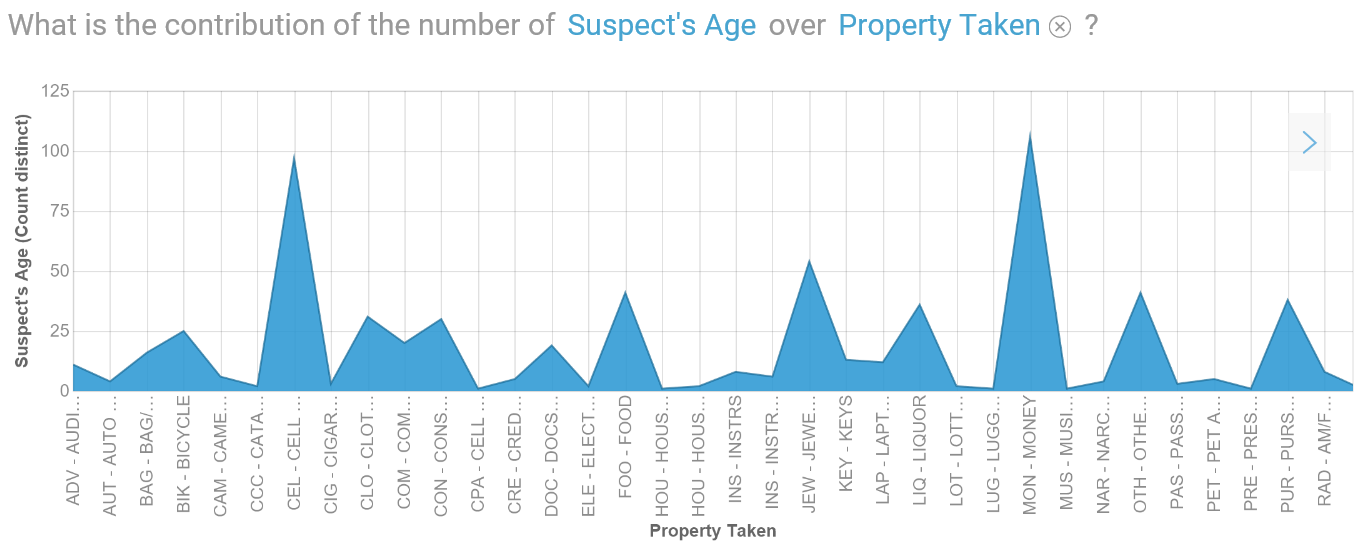 What is the contribution of the number of Suspect's Age over Property Taken ?
125
100
75
50
25
0
Suspect's Age (Count distinct)
ADV - AUDI...
AUT - AUTO ...
BAG - BAG/...
BIK - BICYCLE
CAM - CAME...
CCC - CATA...
CEL - CELL ...
CIG - CIGAR...
CLO - CLOT...
COM - COM...
CON - CONS...
CPA - CELL ...
CRE - CRED...
DOC - DOCS...
ELE - ELECT...
FOO - FOOD
HOU - HOUS...
HOU - HOUS...
INS - INSTRS
INS - INSTR...
JEW - JEWE...
KEY - KEYS
LAP - LAPT...
LIQ - LIQUOR
LOT - LOTT...
LUG - LUGG...
MON - MONEY
MUS - MUSI...
NAR - NARC...
OTH - OTHE...
PAS - PASS...
PET - PET A...
PRE - PRES...
PUR - PURS...
RAD - AM/F...
Property Taken